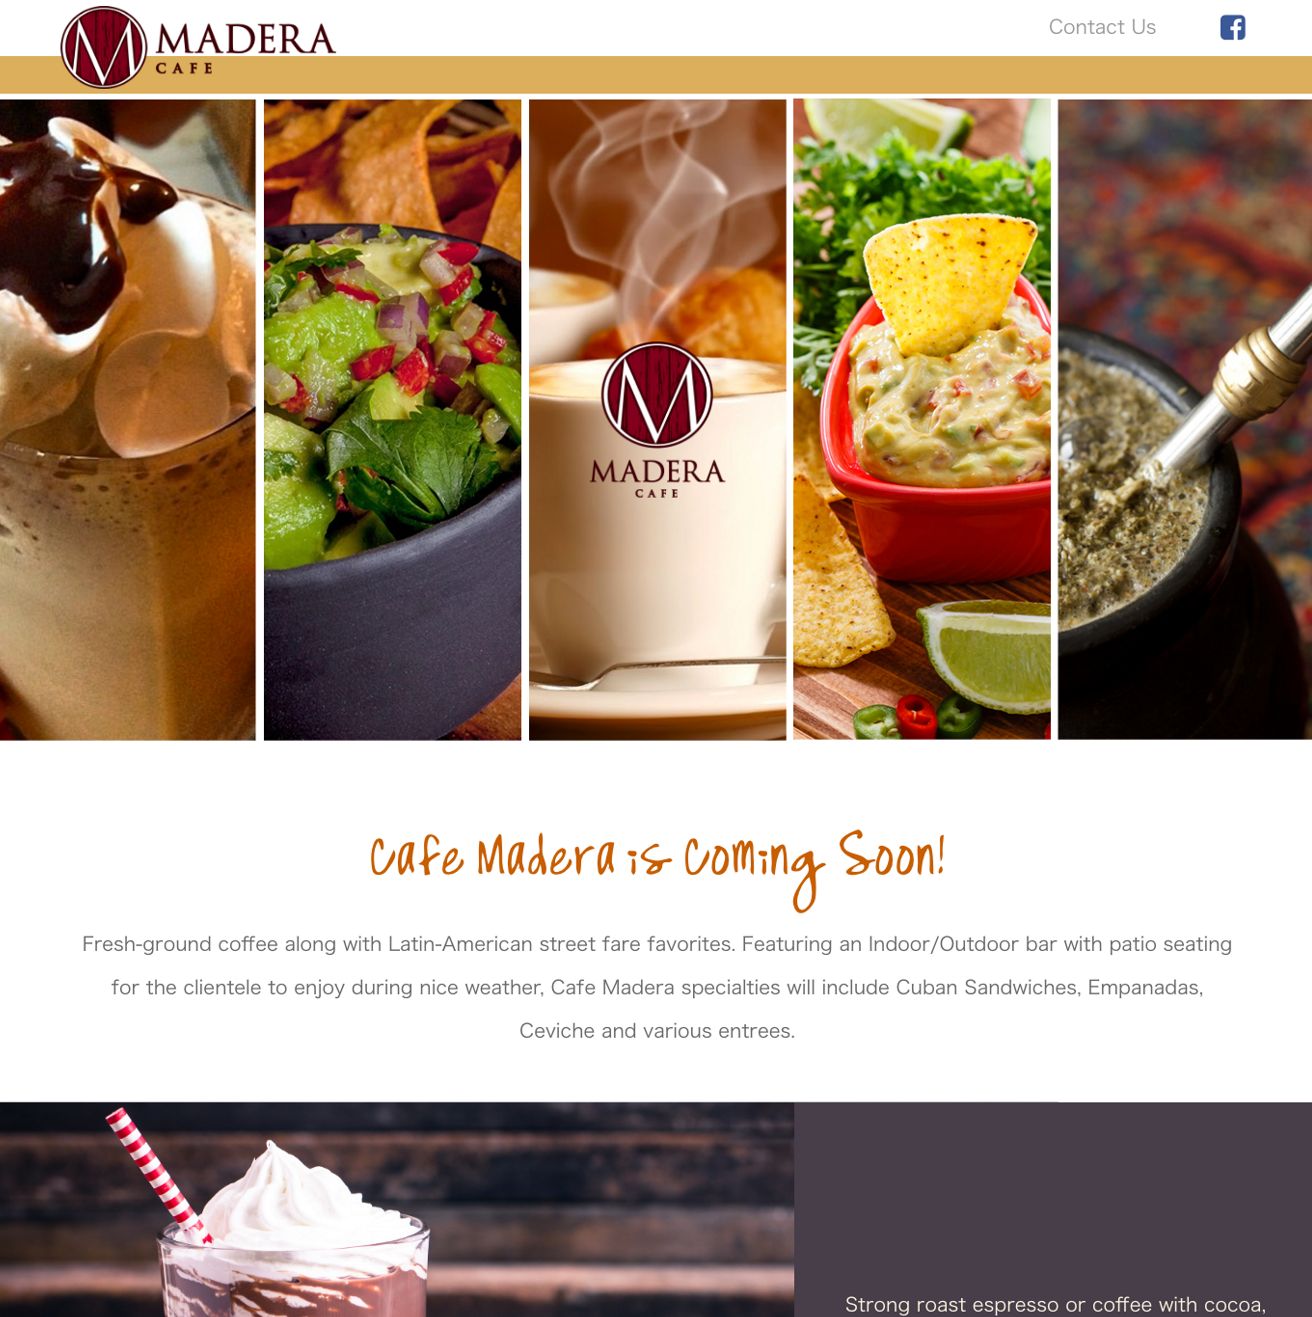 MADERA
CAFE
Contact Us
M
MADERA
CAFE
Cafe Madera is Coming Soon!
Fresh-ground coffee along with Latin-American street fare favorites. Featuring an Indoor/Outdoor bar with patio seating
for the clientele to enjoy during nice weather, Cafe Madera specialties will include Cuban Sandwiches, Empanadas,
Ceviche and various entrees.
Strong roast espresso or coffee with cocoa,